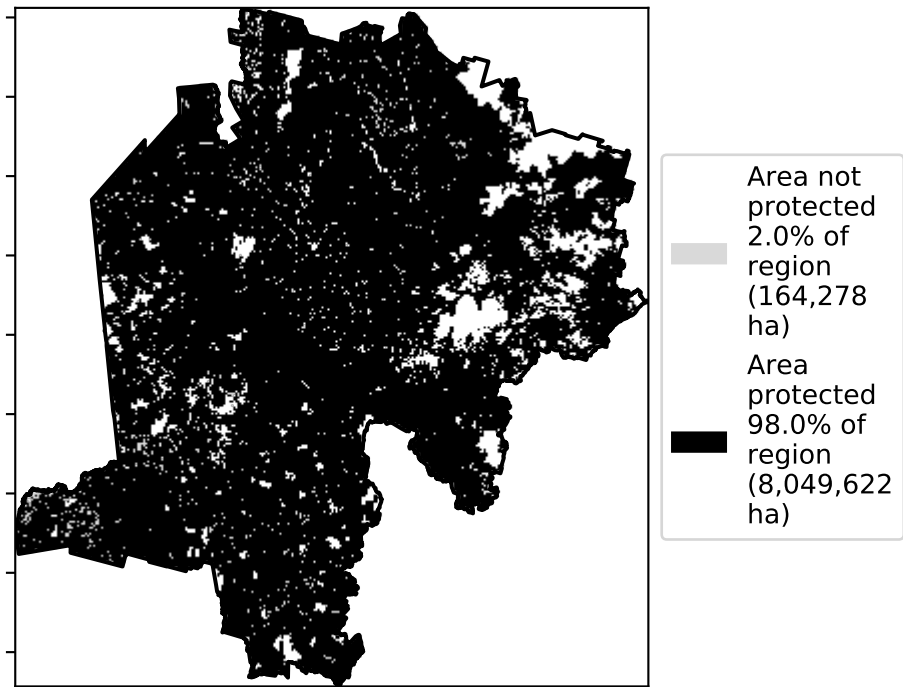 Area not
protected
2.0% of
region
(164,278
ha)
Area
protected
98.0% of
region
(8,049,622
ha)